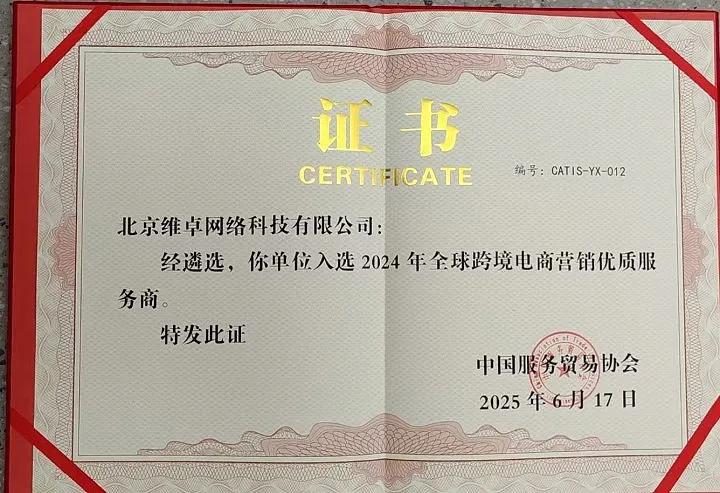 证书
CERTIFICATE
编号：CATIS-YX-012
北京维卓网络科技有限公司：
经遴选，你单位入选 2024 年全球跨境电商营销优质服
务商。
特发此证
中国服务贸易协会
2025 年 6 月 17 日